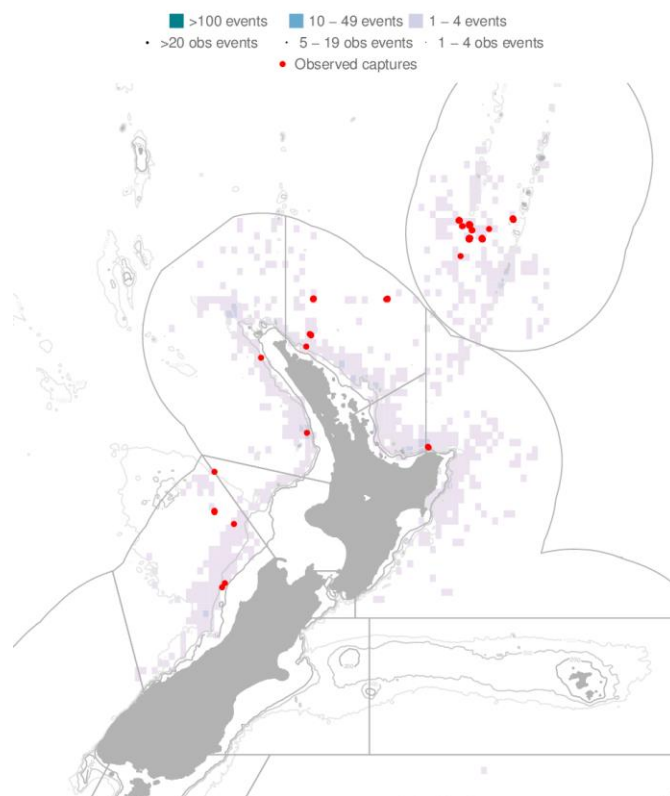 >100 events 10 – 49 events 1 – 4 events
>20 obs events 5 – 19 obs events 1 – 4 obs events
Observed captures